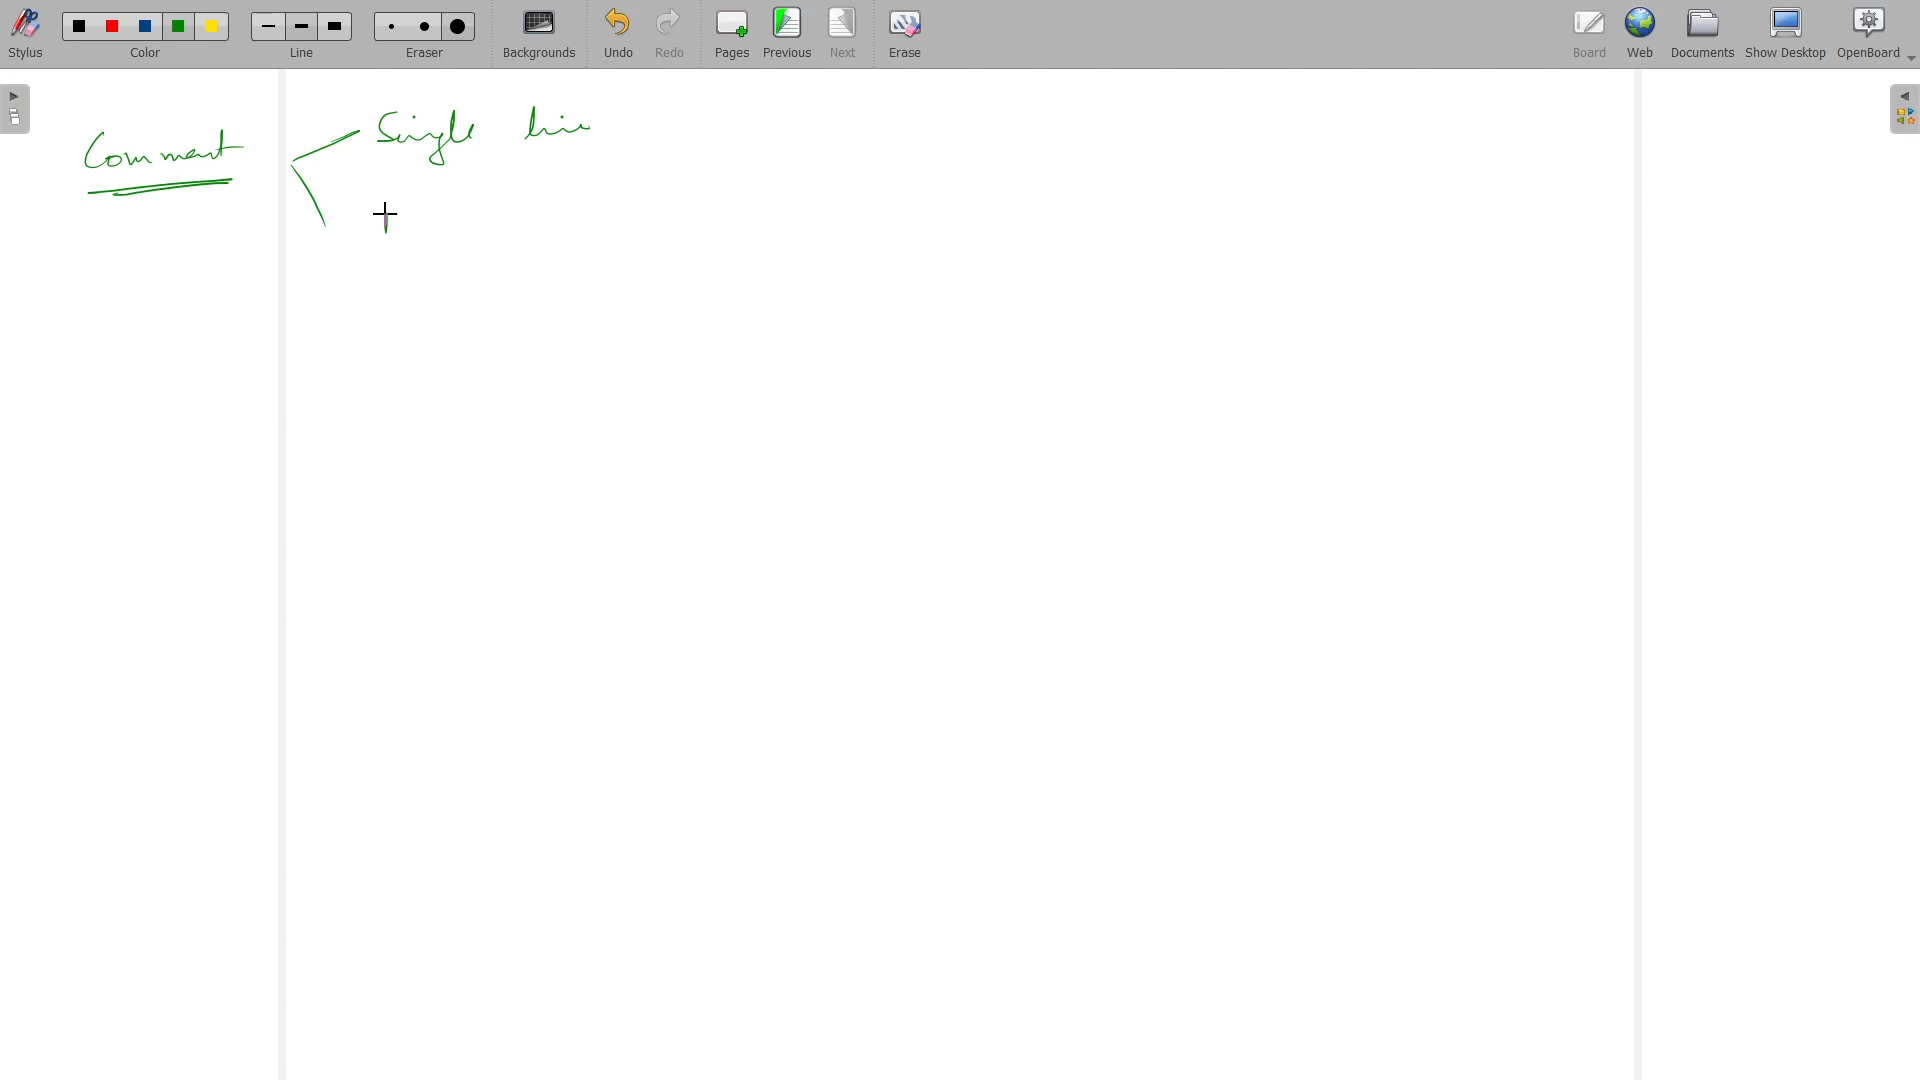 Stylus Color Line Eraser Backgrounds Undo Redo Pages Previous Next Erase Board Web Documents Show Desktop OpenBoard
Single line
Comment